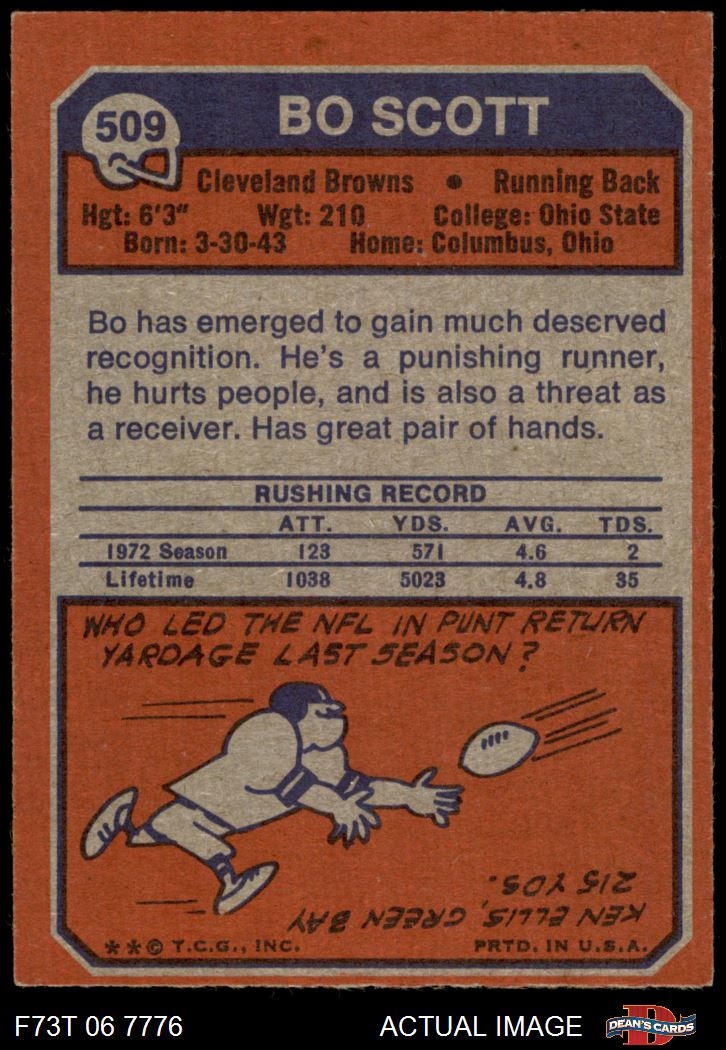 509
BO SCOTT
Cleveland Browns • Running Back
Hgt: 6'3" Wgt: 210 College: Ohio State
Born: 3-30-43 Home: Columbus, Ohio
Bo has emerged to gain much deserved
recognition. He's a punishing runner,
he hurts people, and is also a threat as
a receiver. Has great pair of hands.
RUSHING RECORD
ATT. YDS. AVG. TDS.
1972 Season 123 571 4.6 2
Lifetime 1038 5023 4.8 35
WHO LED THE NFL IN PUNT RETURN
YARDAGE LAST SEASON?
KEN ELLIS, GREEN BAY
215 YDS.
**© T.C.G., INC. PRTD. IN U.S.A.
F73T 06 7776 ACTUAL IMAGE
D
DEAN'S CARDS